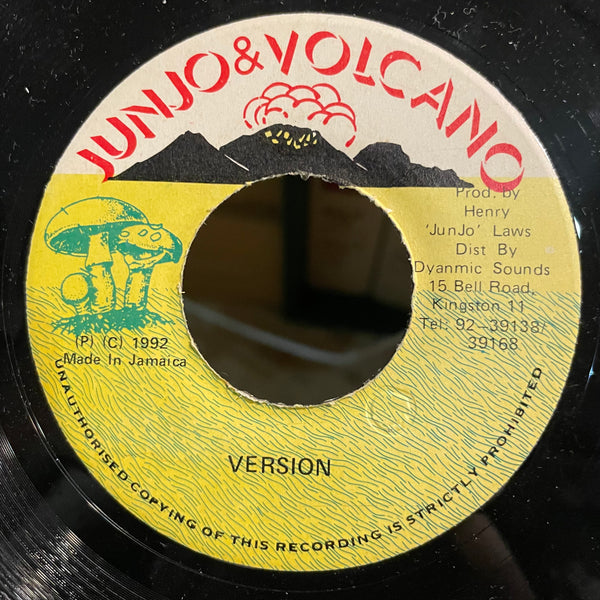 JUNJO & VOLCANO
Prod. by
Henry
'JunJo' Laws
Dist By
Dyanmic Sounds
15 Bell Road,
Kingston 11
Tel: 92-39138/
39168
(P) (C) 1992
Made In Jamaica
VERSION
UNAUTHORISED COPYING OF THIS RECORDING IS STRICTLY PROHIBITED